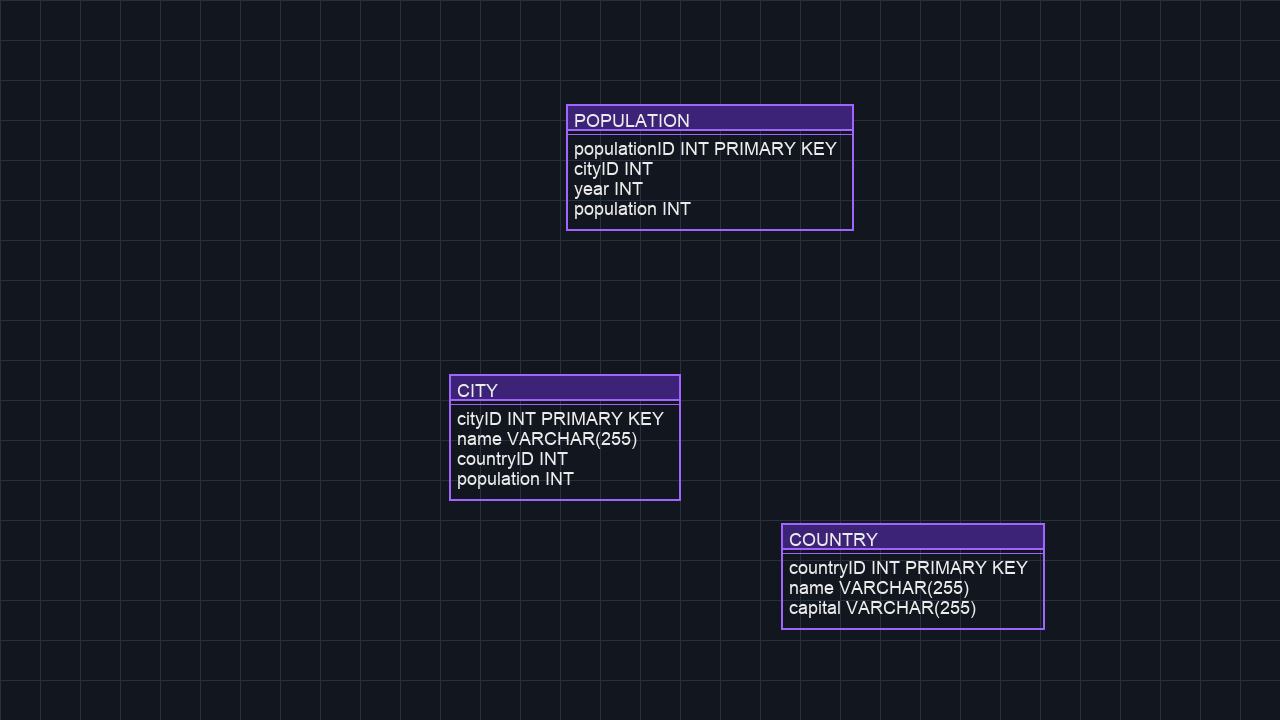 POPULATION
populationID INT PRIMARY KEY
cityID INT
year INT
population INT
CITY
cityID INT PRIMARY KEY
name VARCHAR(255)
countryID INT
population INT
COUNTRY
countryID INT PRIMARY KEY
name VARCHAR(255)
capital VARCHAR(255)